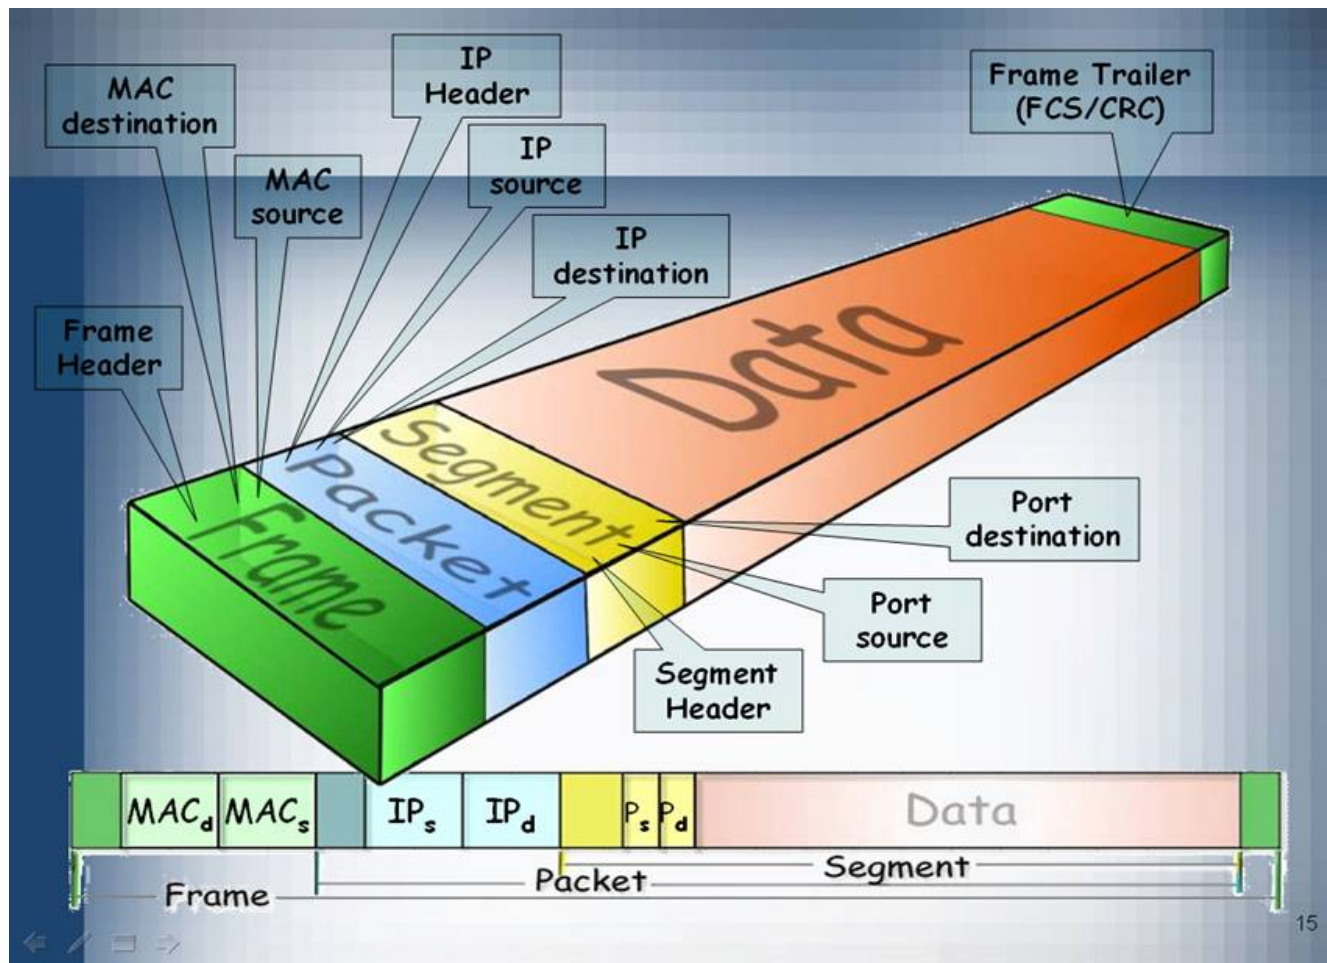 MAC
destination
IP
Header
Frame Trailer
(FCS/CRC)
MAC
source
IP
source
IP
destination
Frame
Header
Data
Segment
Packet
Frame
Port
destination
Port
source
Segment
Header
MACd MACs IPs IPd Ps Pd Data
Segment
Packet
Frame
15